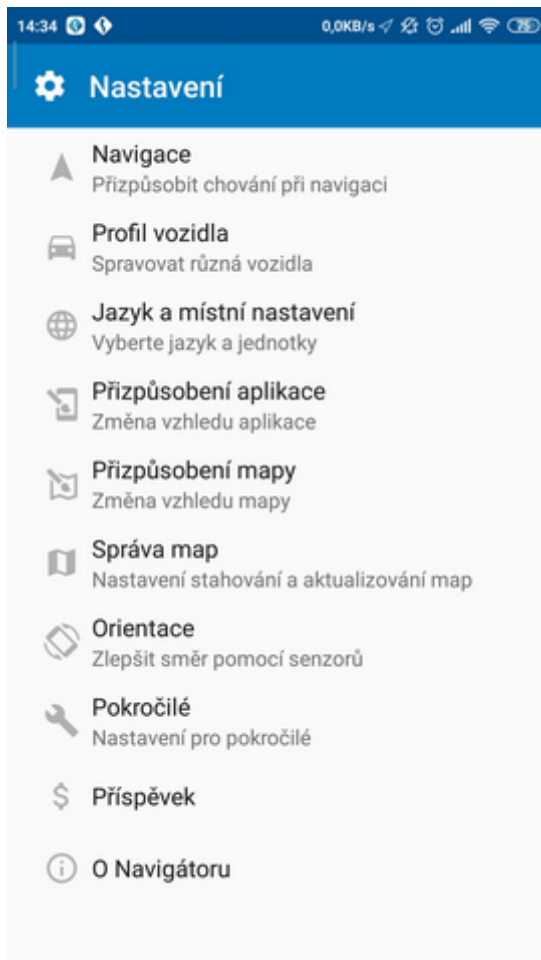 14:34 0,0KB/s 25
Nastavení
Navigace
Přizpůsobit chování při navigaci
Profil vozidla
Spravovat různá vozidla
Jazyk a místní nastavení
Vyberte jazyk a jednotky
Přizpůsobení aplikace
Změna vzhledu aplikace
Přizpůsobení mapy
Změna vzhledu mapy
Správa map
Nastavení stahování a aktualizování map
Orientace
Zlepšit směr pomocí senzorů
Pokročilé
Nastavení pro pokročilé
Příspěvek
O Navigátoru